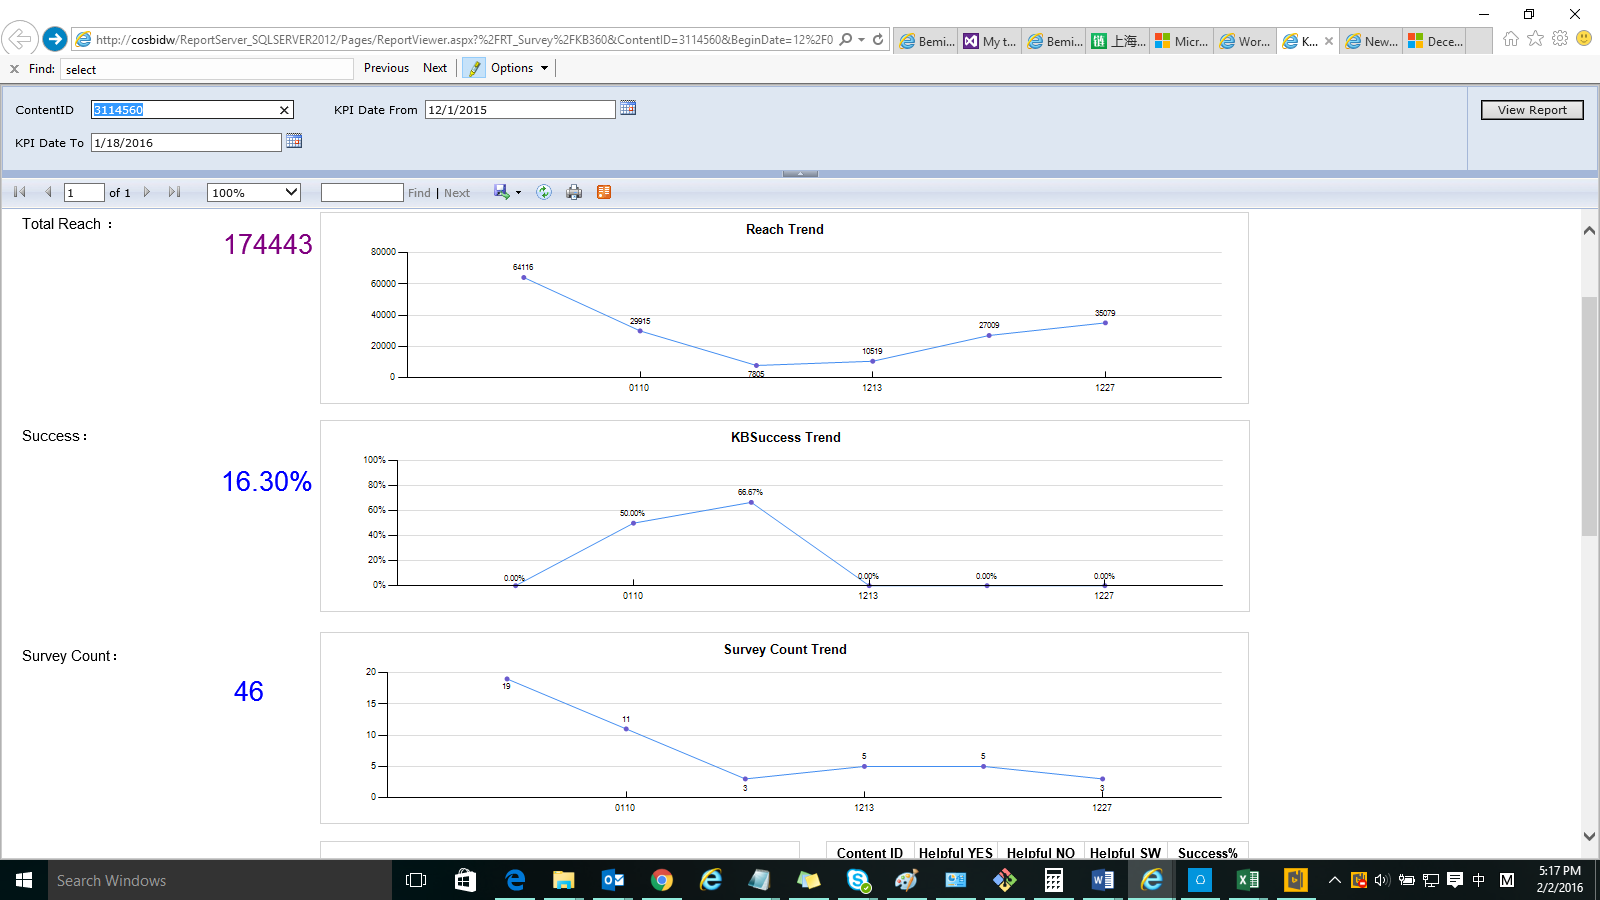 http://cosbidw/ReportServer_SQLSERVER2012/Pages/ReportViewer.aspx?%2FRT_Survey%2FKB360&ContentID=3114560&BeginDate=12%2F0
Bemi... My t... Bemi... 链 上海... Micr... Wor... K... New... Dece...
Find: select Previous Next Options
ContentID 3114560 KPI Date From 12/1/2015 View Report
KPI Date To 1/18/2016
1 of 1 100% Find | Next
Total Reach :
174443
Reach Trend
80000
60000
40000
20000
0
64116
29915
7805
10519
27009
35079
0110 1213 1227
Success:
16.30%
KBSuccess Trend
100%
80%
60%
40%
20%
0%
0.00%
50.00%
66.67%
0.00%
0.00%
0.00%
0110 1213 1227
Survey Count:
46
Survey Count Trend
20
15
10
5
0
19
11
3
5
5
3
0110 1213 1227
Content ID Helpful YES Helpful NO Helpful SW Success%
Search Windows
中 M
5:17 PM
2/2/2016